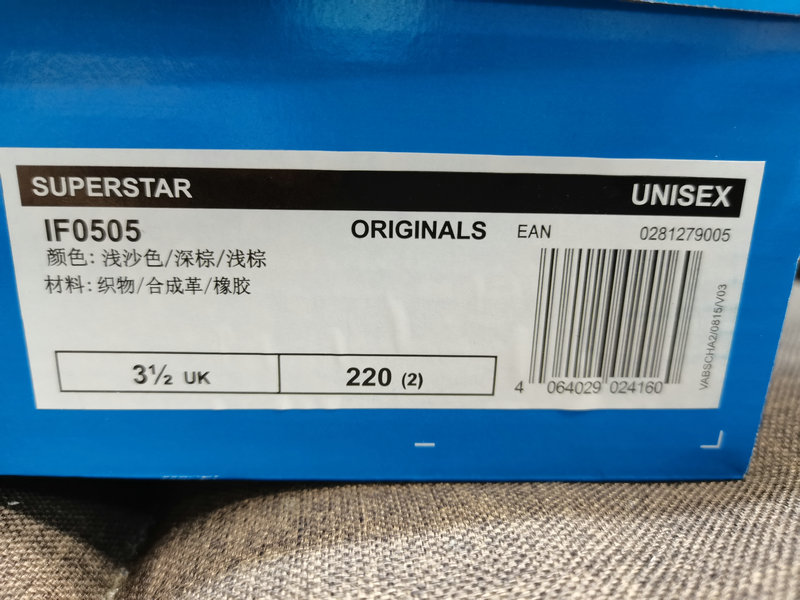 SUPERSTAR
UNISEX
IF0505
ORIGINALS
EAN
0281279005
颜色: 浅沙色/深棕/浅棕
材料: 织物/合成革/橡胶
3½ UK
220 (2)
4 064029 024160
VABSCHA2/0815/V03